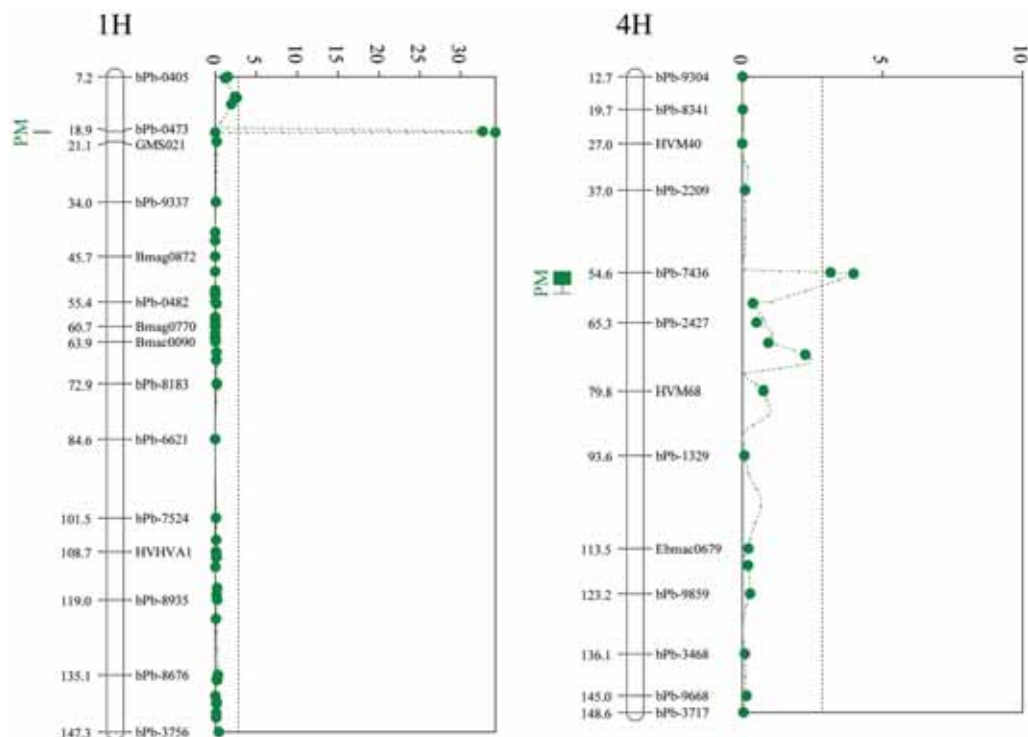 1H
0 5 10 15 20 25 30
7.2 bPb-0405
18.9 bPb-0473
21.1 GMS021
34.0 bPb-9337
45.7 Bmag0872
55.4 bPb-0482
60.7 Bmag0770
63.9 Bmac0090
72.9 bPb-8183
84.6 bPb-6621
101.5 bPb-7524
108.7 HVHVA1
119.0 bPb-8935
135.1 bPb-8676
147.3 bPb-3756
PM
4H
0 5 10
12.7 bPb-9304
19.7 bPb-8341
27.0 HVM40
37.0 bPb-2209
54.6 bPb-7436
65.3 bPb-2427
79.8 HVM68
93.6 bPb-1329
113.5 Ebmac0679
123.2 bPb-9859
136.1 bPb-3468
145.0 bPb-9668
148.6 bPb-3717
PM